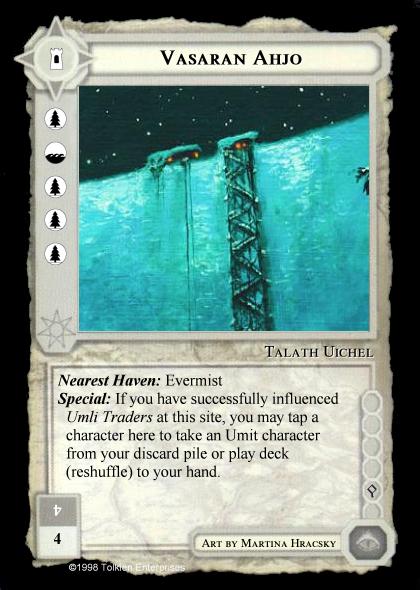 Vasaran Ahjo
Talath Uichel
Nearest Haven: Evermist
Special: If you have successfully influenced
Umli Traders at this site, you may tap a
character here to take an Umit character
from your discard pile or play deck
(reshuffle) to your hand.
4
4
Art by Martina Hracsky
©1998 Tolkien Enterprises